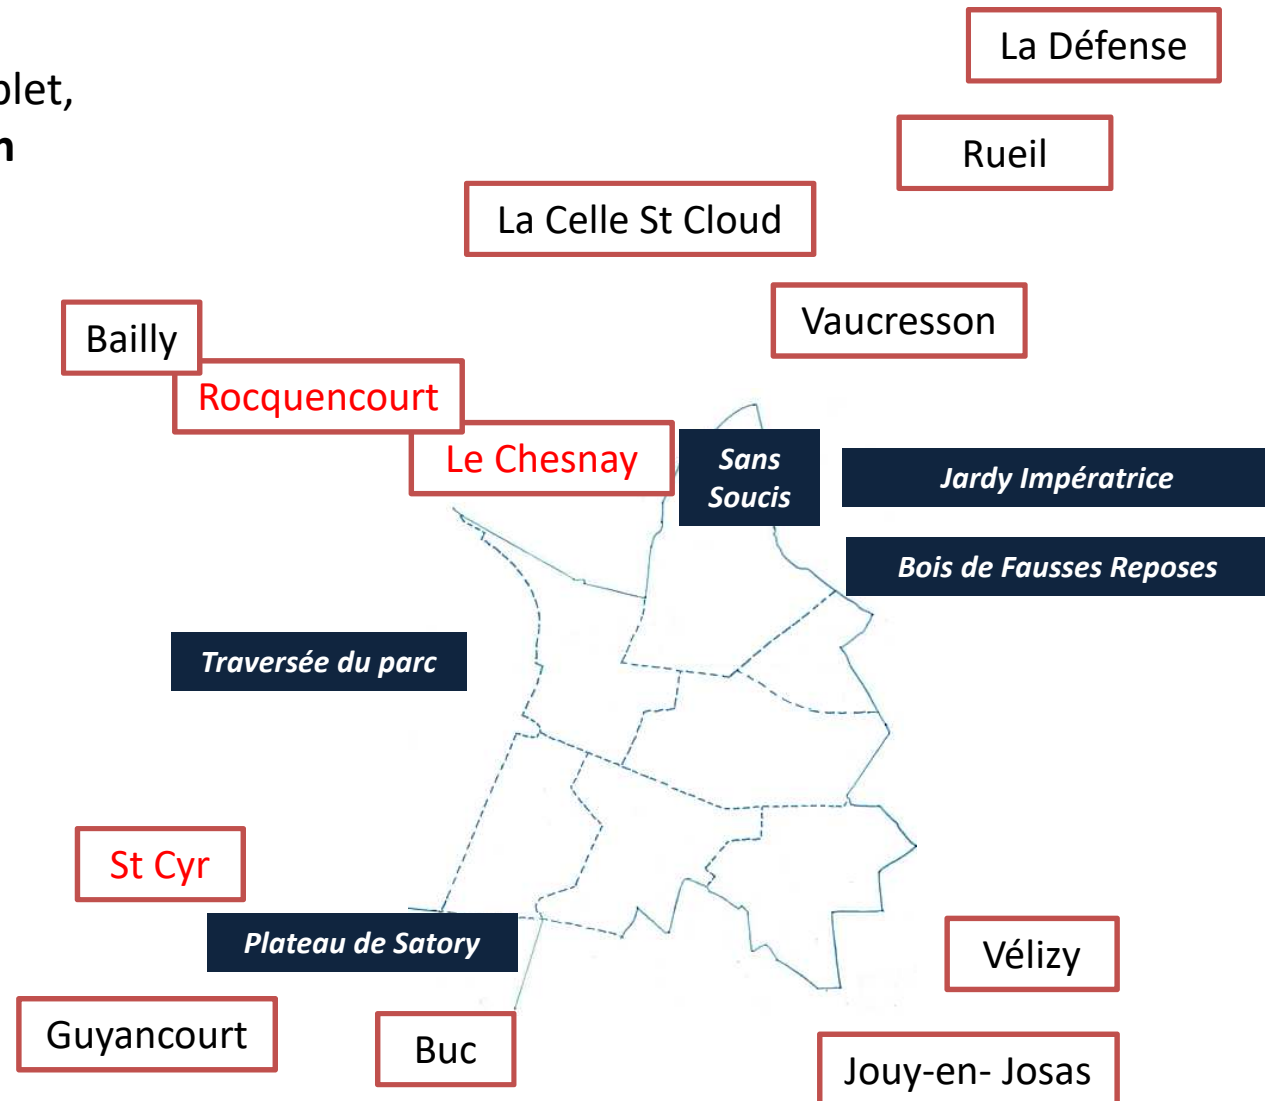 La Défense
plet,
Rueil
La Celle St Cloud
Vaucresson
Bailly
Rocquencourt
Le Chesnay
Sans
Soucis
Jardy Impératrice
Bois de Fausses Reposes
Traversée du parc
St Cyr
Plateau de Satory
Vélizy
Guyancourt
Buc
Jouy-en- Josas